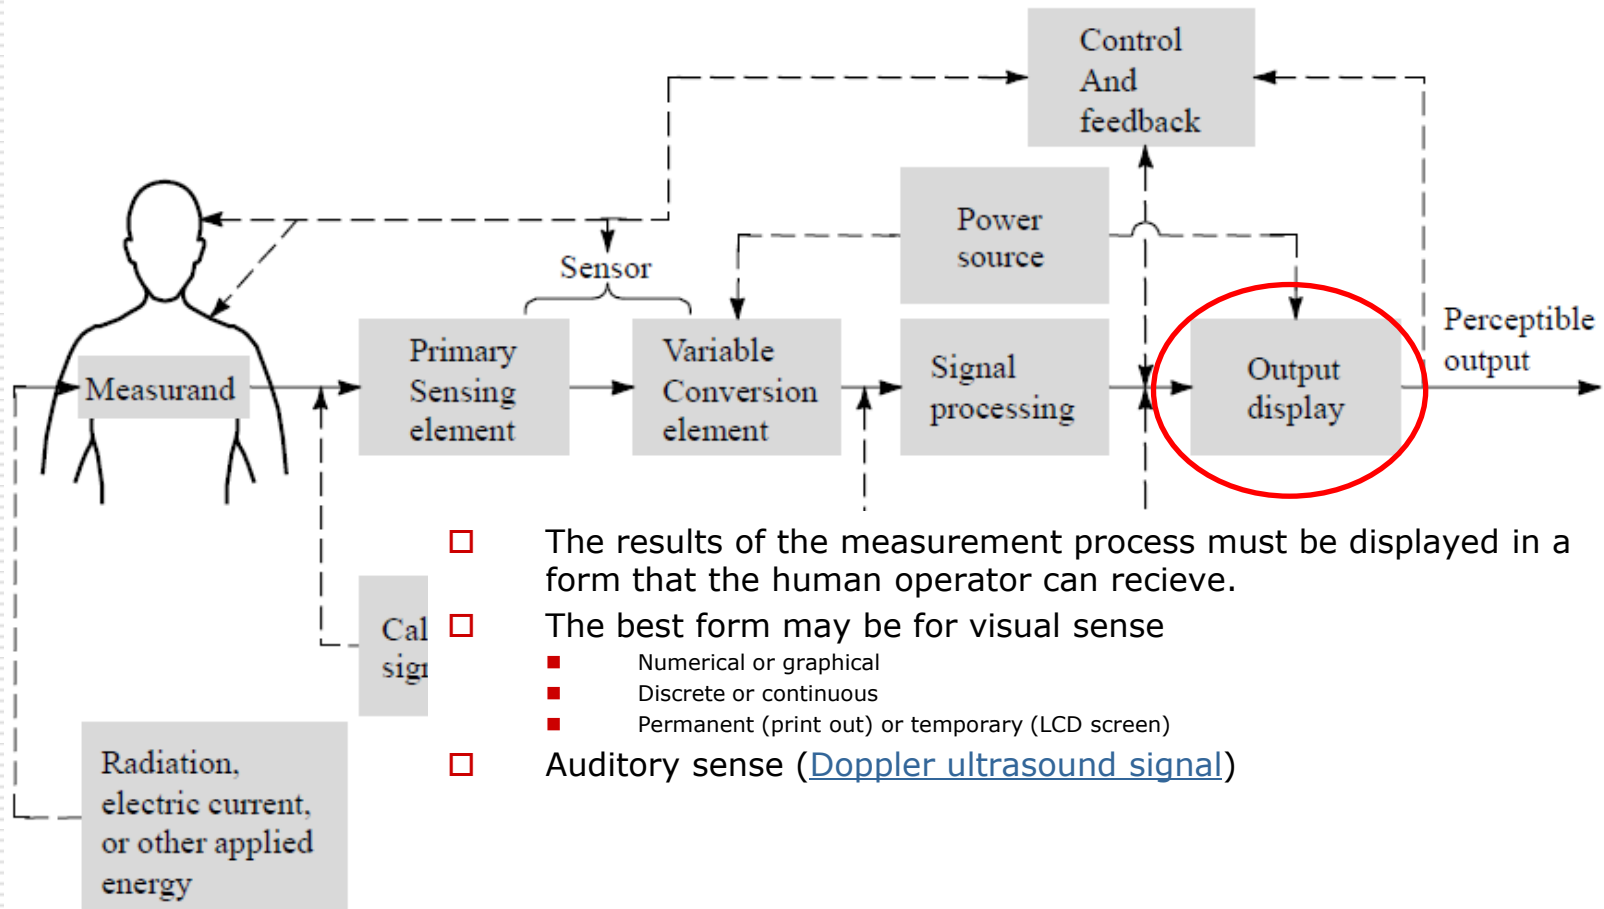 Control
And
feedback
Power
source
Sensor
Perceptible
output
Measurand
Primary
Sensing
element
Variable
Conversion
element
Signal
processing
Output
display
The results of the measurement process must be displayed in a
form that the human operator can recieve.
The best form may be for visual sense
Numerical or graphical
Discrete or continuous
Permanent (print out) or temporary (LCD screen)
Auditory sense (Doppler ultrasound signal)
Cal
Radiation,
electric current,
or other applied
energy